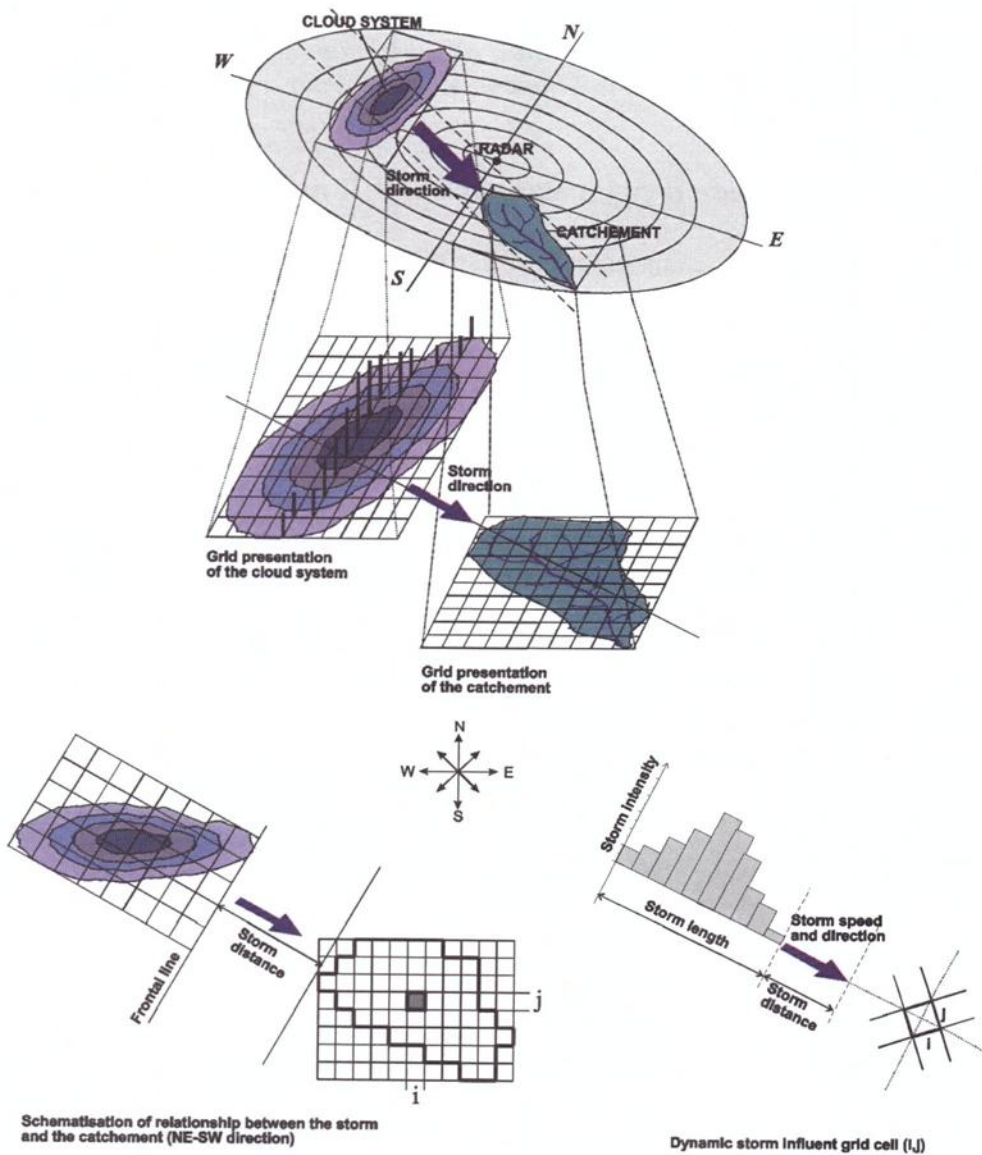 CLOUD SYSTEM
N
W
RADAR
Storm
direction
CATCHEMENT
E
S
Storm
direction
Grid presentation
of the cloud system
Grid presentation
of the catchement
N
W
E
S
Storm
distance
Frontal line
j
i
Schematisation of relationship between the storm
and the catchement (NE-SW direction)
Storm intensity
Storm length
Storm speed
and direction
Storm
distance
J
I
Dynamic storm influent grid cell (I,J)